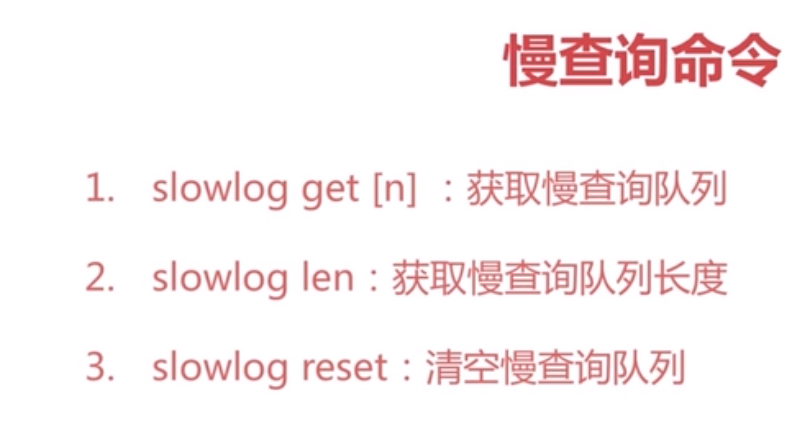 慢查询命令
1. slowlog get [n] ：获取慢查询队列
2. slowlog len：获取慢查询队列长度
3. slowlog reset：清空慢查询队列